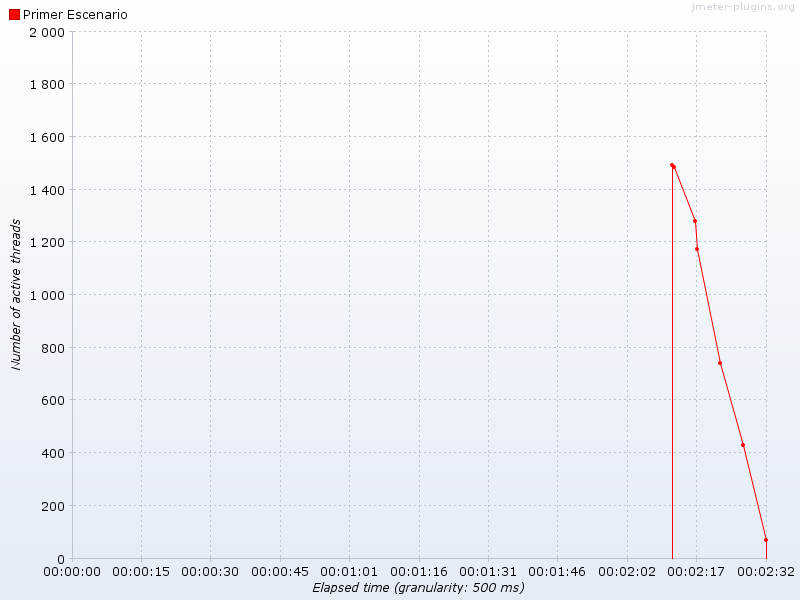 jmeter-plugins.org
Primer Escenario
2 000
1 800
1 600
1 400
1 200
1 000
800
600
400
200
0
Number of active threads
00:00:00 00:00:15 00:00:30 00:00:45 00:01:01 00:01:16 00:01:31 00:01:46 00:02:02 00:02:17 00:02:32
Elapsed time (granularity: 500 ms)